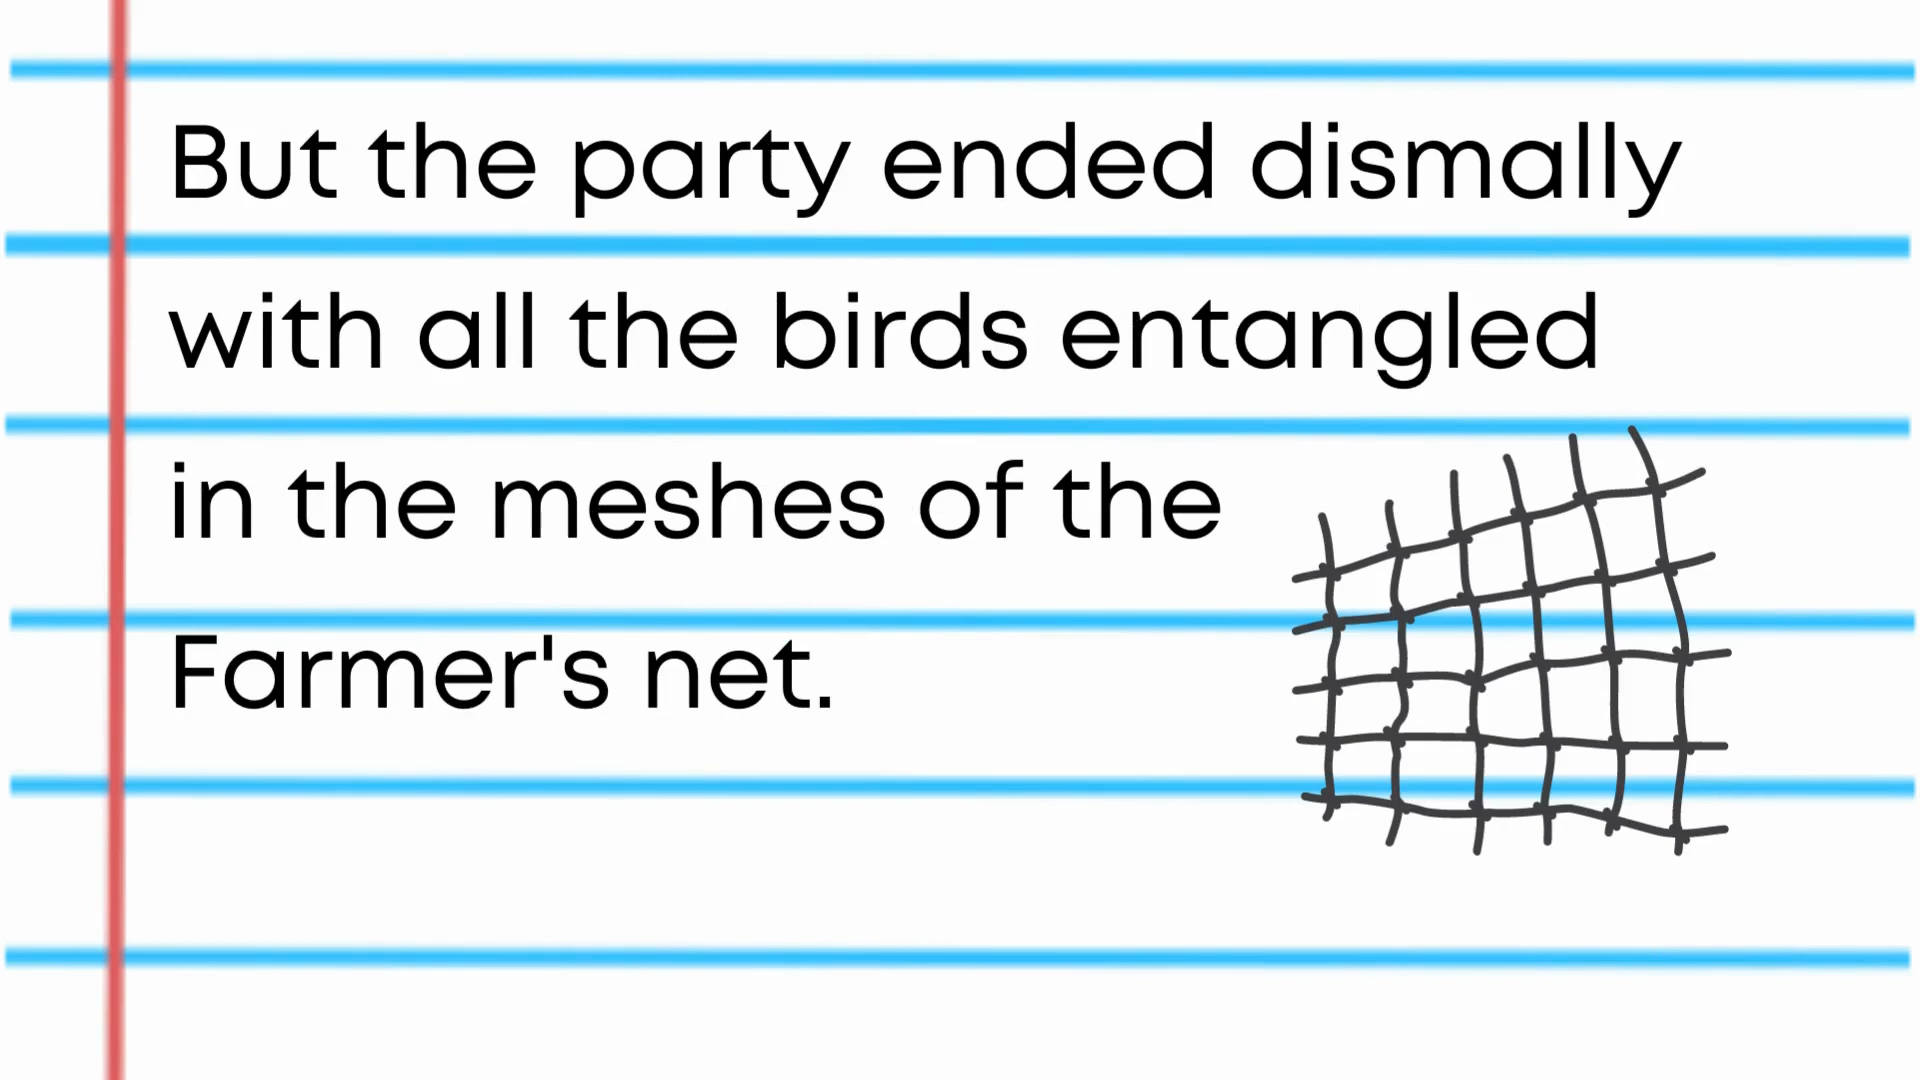 But the party ended dismally
with all the birds entangled
in the meshes of the
Farmer's net.